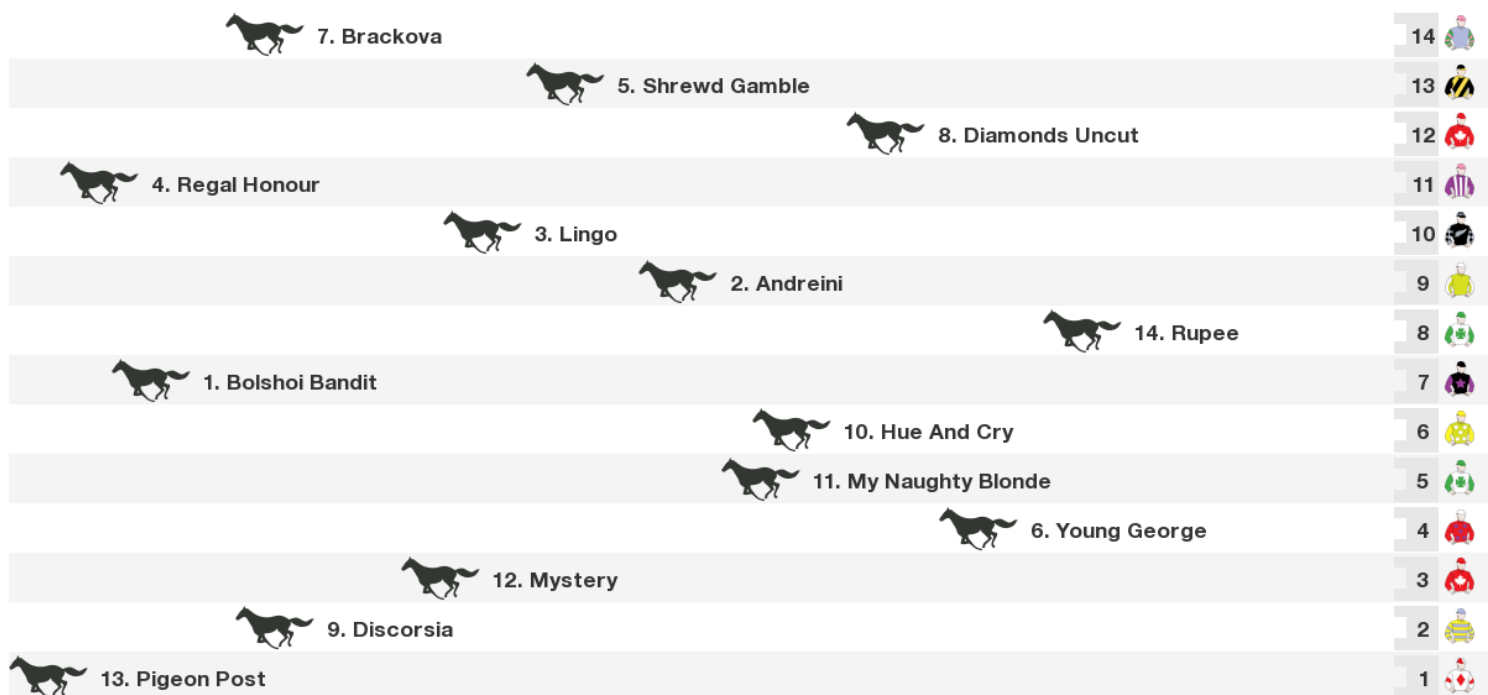 7. Brackova 14
5. Shrewd Gamble 13
8. Diamonds Uncut 12
4. Regal Honour 11
3. Lingo 10
2. Andreini 9
14. Rupee 8
1. Bolshoi Bandit 7
10. Hue And Cry 6
11. My Naughty Blonde 5
6. Young George 4
12. Mystery 3
9. Discorsia 2
13. Pigeon Post 1